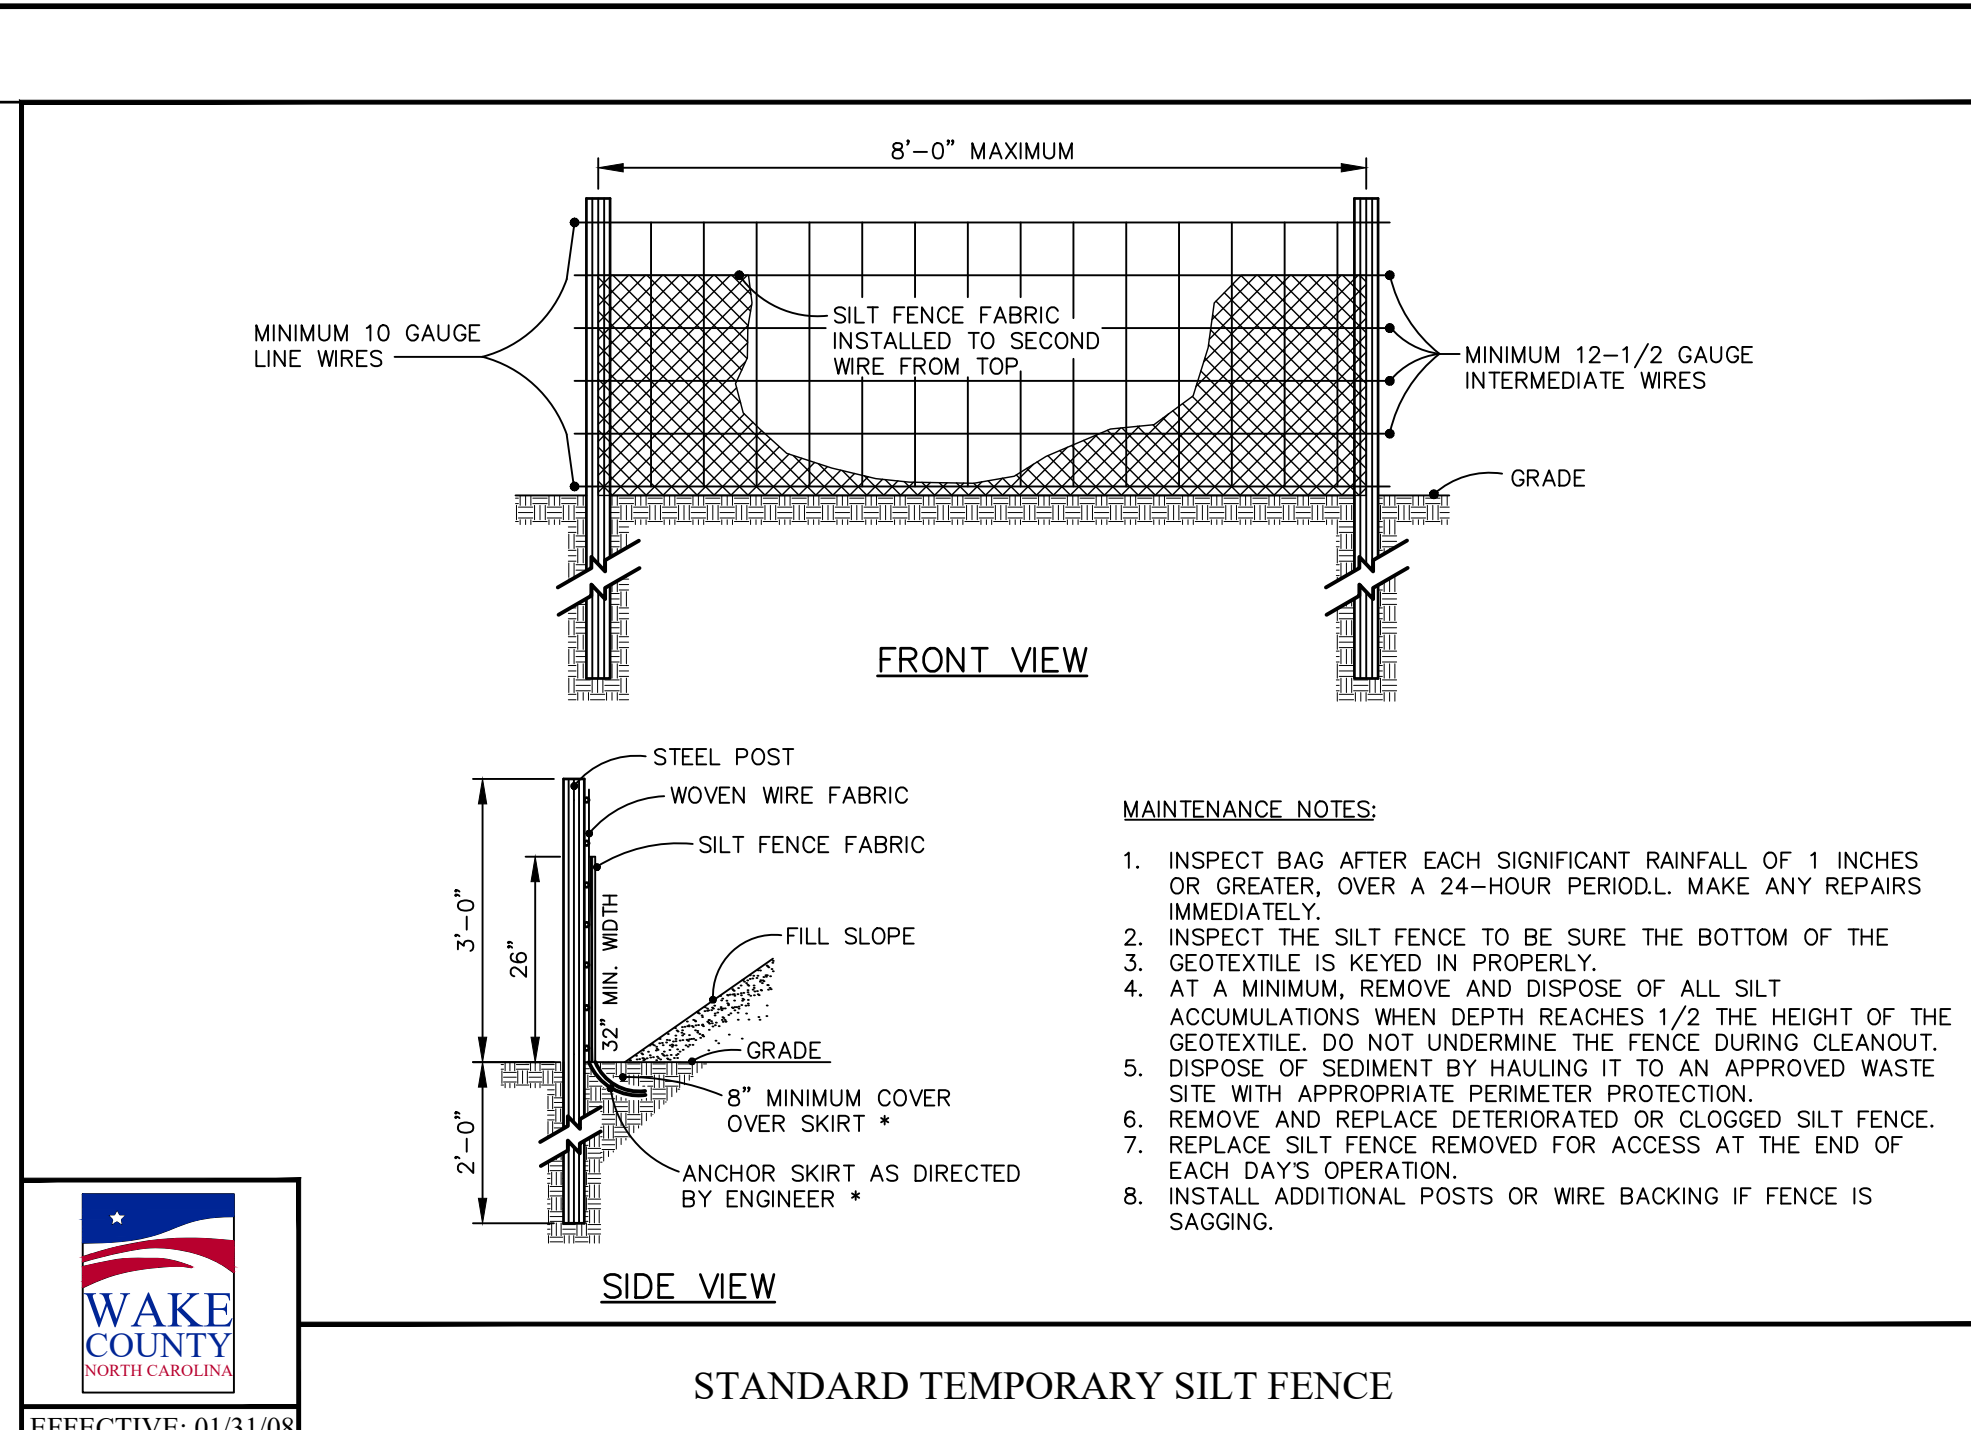 8'-0" MAXIMUM
SILT FENCE FABRIC
INSTALLED TO SECOND
WIRE FROM TOP
MINIMUM 10 GAUGE
LINE WIRES
MINIMUM 12-1/2 GAUGE
INTERMEDIATE WIRES
GRADE
FRONT VIEW
STEEL POST
WOVEN WIRE FABRIC
SILT FENCE FABRIC
3'-0"
26"
32" MIN. WIDTH
FILL SLOPE
GRADE
8" MINIMUM COVER
OVER SKIRT *
2'-0"
ANCHOR SKIRT AS DIRECTED
BY ENGINEER *
SIDE VIEW
MAINTENANCE NOTES:
1. INSPECT BAG AFTER EACH SIGNIFICANT RAINFALL OF 1 INCHES
OR GREATER, OVER A 24-HOUR PERIOD.L. MAKE ANY REPAIRS
IMMEDIATELY.
2. INSPECT THE SILT FENCE TO BE SURE THE BOTTOM OF THE
3. GEOTEXTILE IS KEYED IN PROPERLY.
4. AT A MINIMUM, REMOVE AND DISPOSE OF ALL SILT
ACCUMULATIONS WHEN DEPTH REACHES 1/2 THE HEIGHT OF THE
GEOTEXTILE. DO NOT UNDERMINE THE FENCE DURING CLEANOUT.
5. DISPOSE OF SEDIMENT BY HAULING IT TO AN APPROVED WASTE
SITE WITH APPROPRIATE PERIMETER PROTECTION.
6. REMOVE AND REPLACE DETERIORATED OR CLOGGED SILT FENCE.
7. REPLACE SILT FENCE REMOVED FOR ACCESS AT THE END OF
EACH DAY'S OPERATION.
8. INSTALL ADDITIONAL POSTS OR WIRE BACKING IF FENCE IS
SAGGING.
WAKE
COUNTY
NORTH CAROLINA
EFFECTIVE: 01/31/08
STANDARD TEMPORARY SILT FENCE